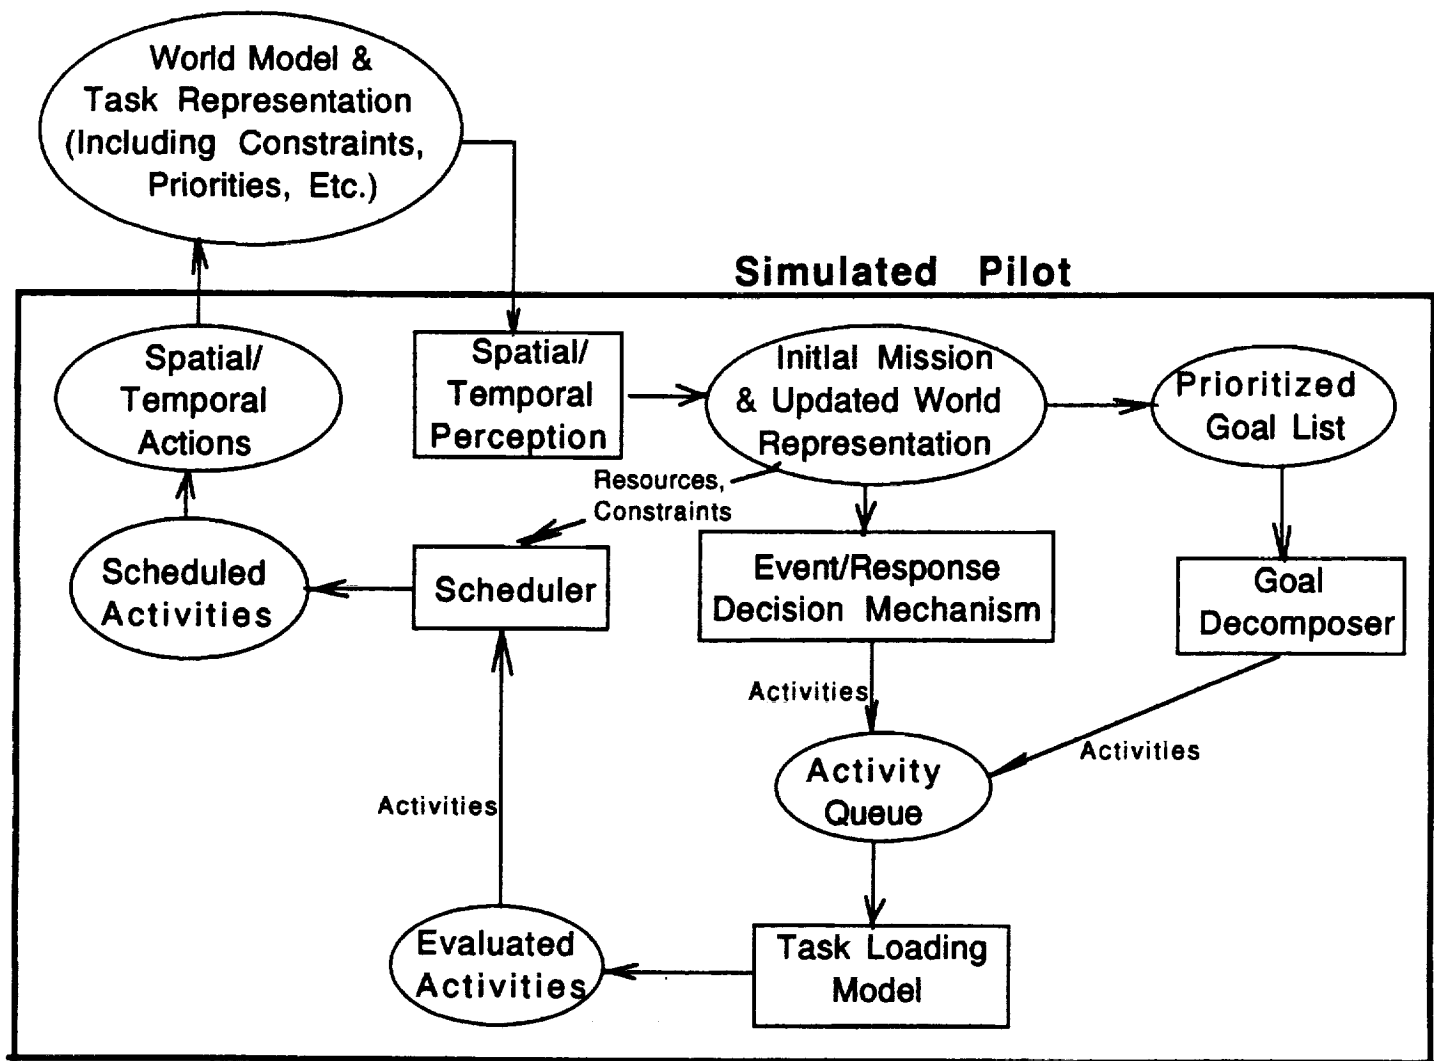 World Model &
Task Representation
(Including Constraints,
Priorities, Etc.)
Simulated Pilot
Spatial/
Temporal
Actions
Spatial/
Temporal
Perception
Initial Mission
& Updated World
Representation
Prioritized
Goal List
Resources,
Constraints
Scheduled
Activities
Scheduler
Event/Response
Decision Mechanism
Goal
Decomposer
Activities
Activities
Activities
Activity
Queue
Evaluated
Activities
Task Loading
Model